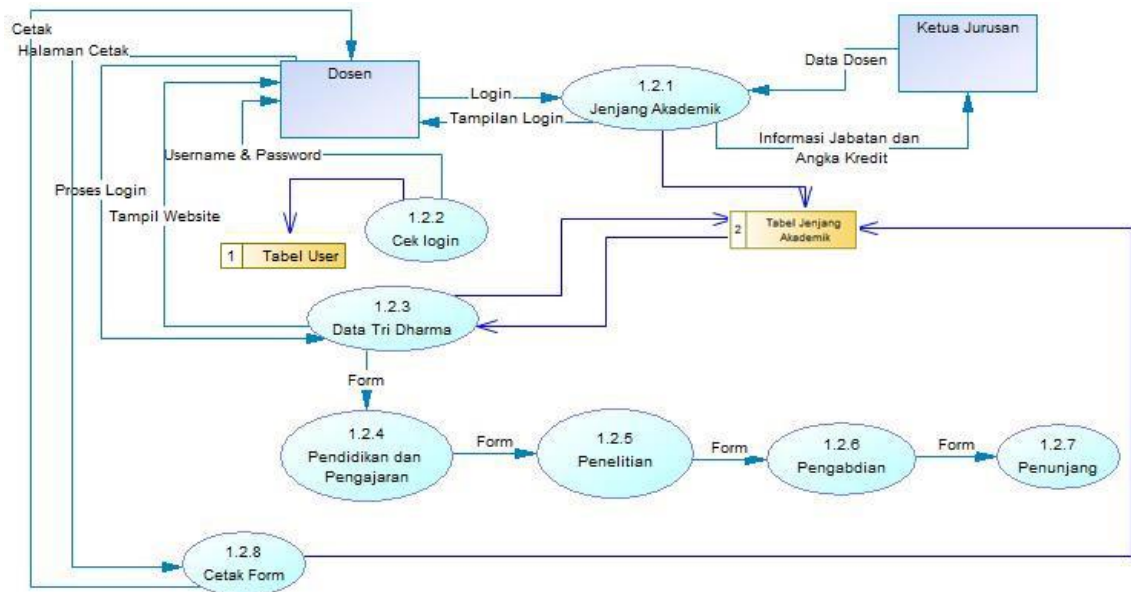 Cetak
Halaman Cetak
Dosen
Login
Tampilan Login
1.2.1
Jenjang Akademik
Data Dosen
Ketua Jurusan
Informasi Jabatan dan
Angka Kredit
Username & Password
Proses Login
Tampil Website
1.2.2
Cek login
1 Tabel User
2 Tabel Jenjang
Akademik
1.2.3
Data Tri Dharma
Form
1.2.4
Pendidikan dan
Pengajaran
Form
1.2.5
Penelitian
Form
1.2.6
Pengabdian
Form
1.2.7
Penunjang
1.2.8
Cetak Form